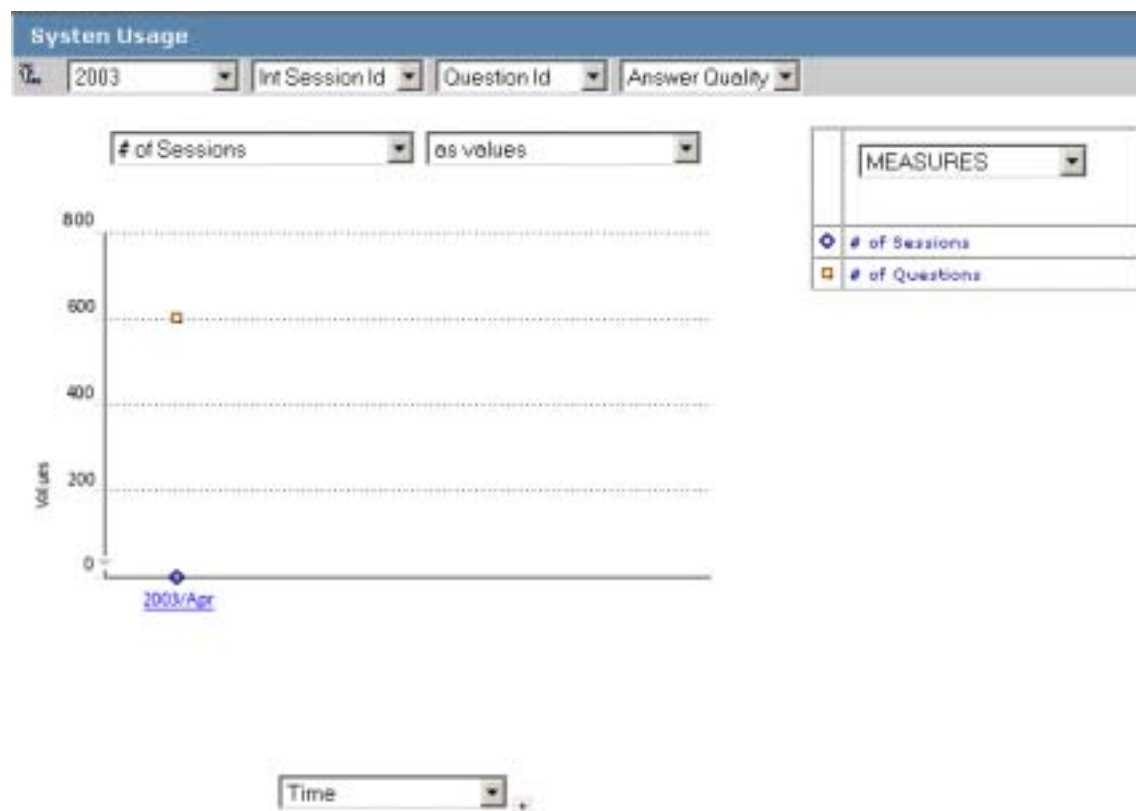 Systen Usage
2003 Int Session Id Question Id Answer Quality
# of Sessions as values
MEASURES
# of Sessions
# of Questions
800
600
400
200
0
Values
2003/Apr
Time